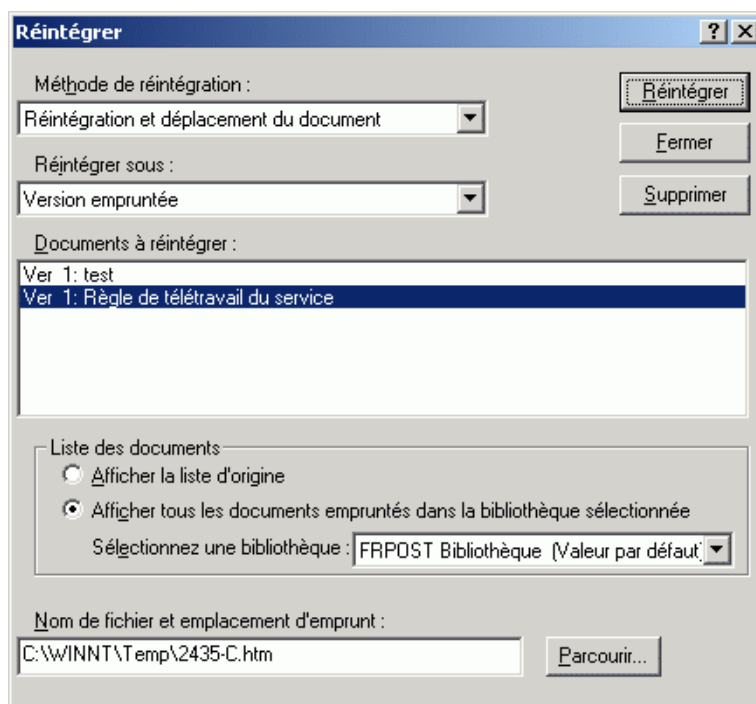 Réintégrer
Méthode de réintégration :
Réintégration et déplacement du document
Réintégrer
Fermer
Réintégrer sous :
Version empruntée
Supprimer
Documents à réintégrer :
Ver 1: test
Ver 1: Règle de télétravail du service
Liste des documents
Afficher la liste d'origine
Afficher tous les documents empruntés dans la bibliothèque sélectionnée
Sélectionnez une bibliothèque : FRPOST Bibliothèque (Valeur par défaut)
Nom de fichier et emplacement d'emprunt :
C:\WINNT\Temp\2435-C.htm
Parcourir...